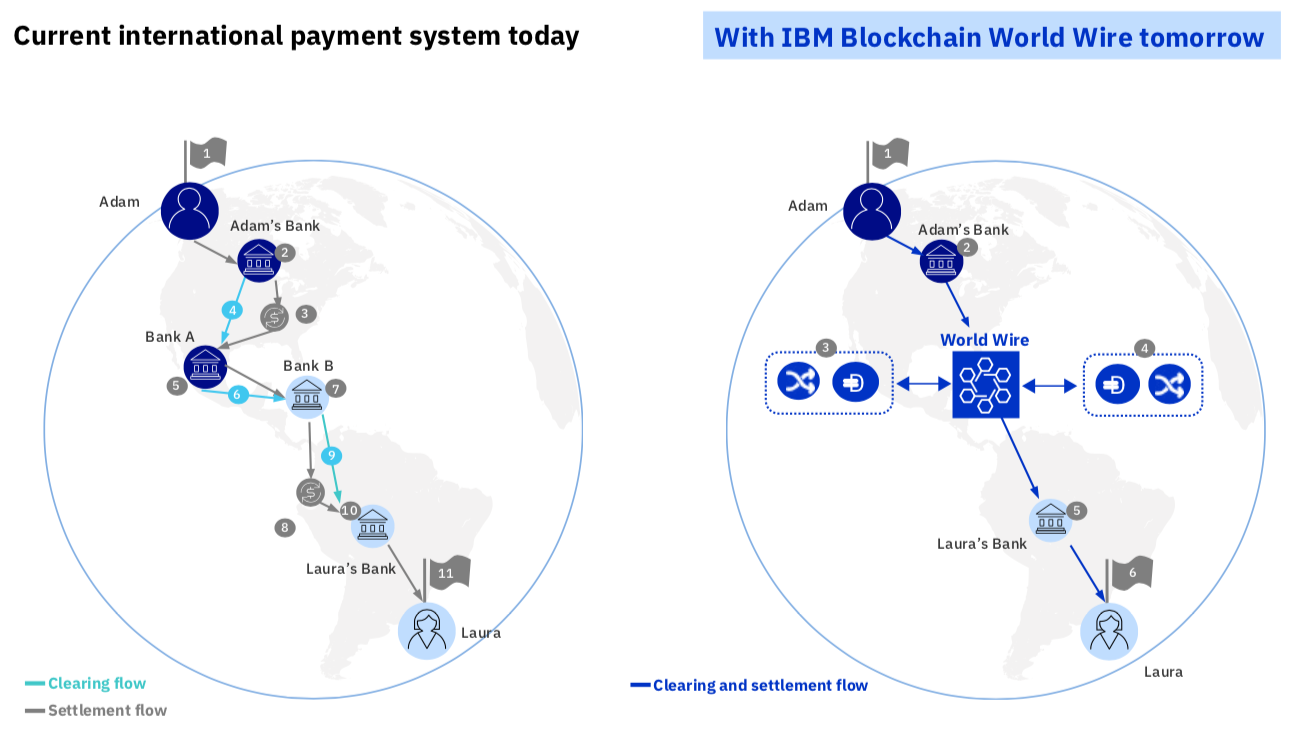 Current international payment system today
1
Adam
Adam's Bank
2
4
3
Bank A
Bank B
5
6
7
9
10
8
Laura's Bank
11
Laura
Clearing flow
Settlement flow
With IBM Blockchain World Wire tomorrow
1
Adam
Adam's Bank
2
World Wire
3
4
5
Laura's Bank
6
Laura
Clearing and settlement flow